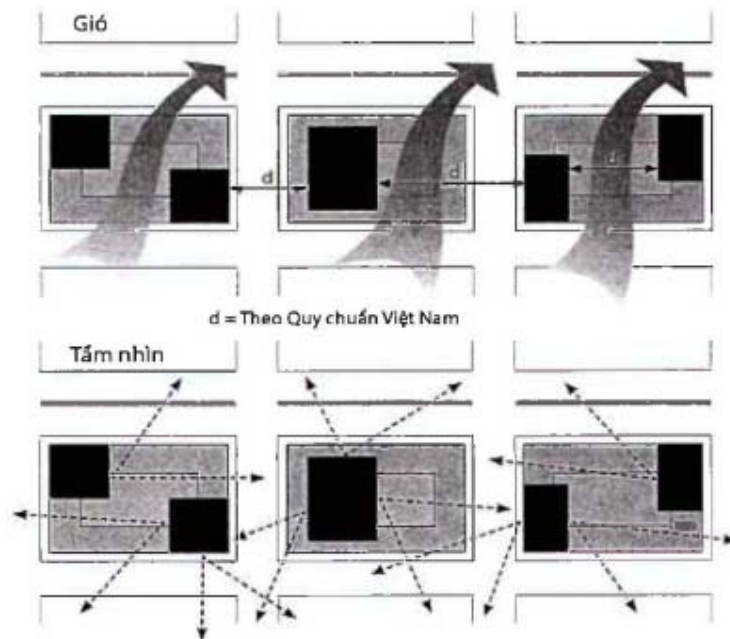 Gió
d
d
d
d = Theo Quy chuẩn Việt Nam
Tầm nhìn